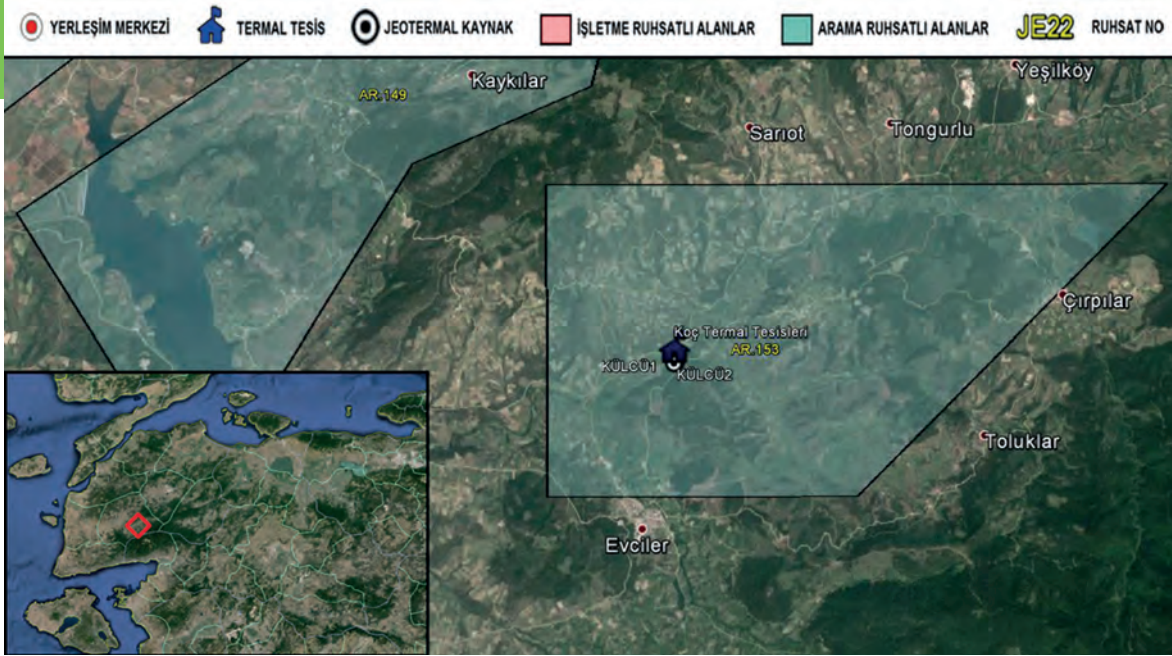 YERLEŞİM MERKEZİ
TERMAL TESİS
JEOTERMAL KAYNAK
İŞLETME RUHSATLI ALANLAR
ARAMA RUHSATLI ALANLAR
JE22 RUHSAT NO
Kaykılar
Yeşilköy
AR.149
Sarıot
Tongurlu
Çırpılar
Koç Termal Tesisleri
AR.153
KÜLCÜ1
KÜLCÜ2
Toluklar
Evciler